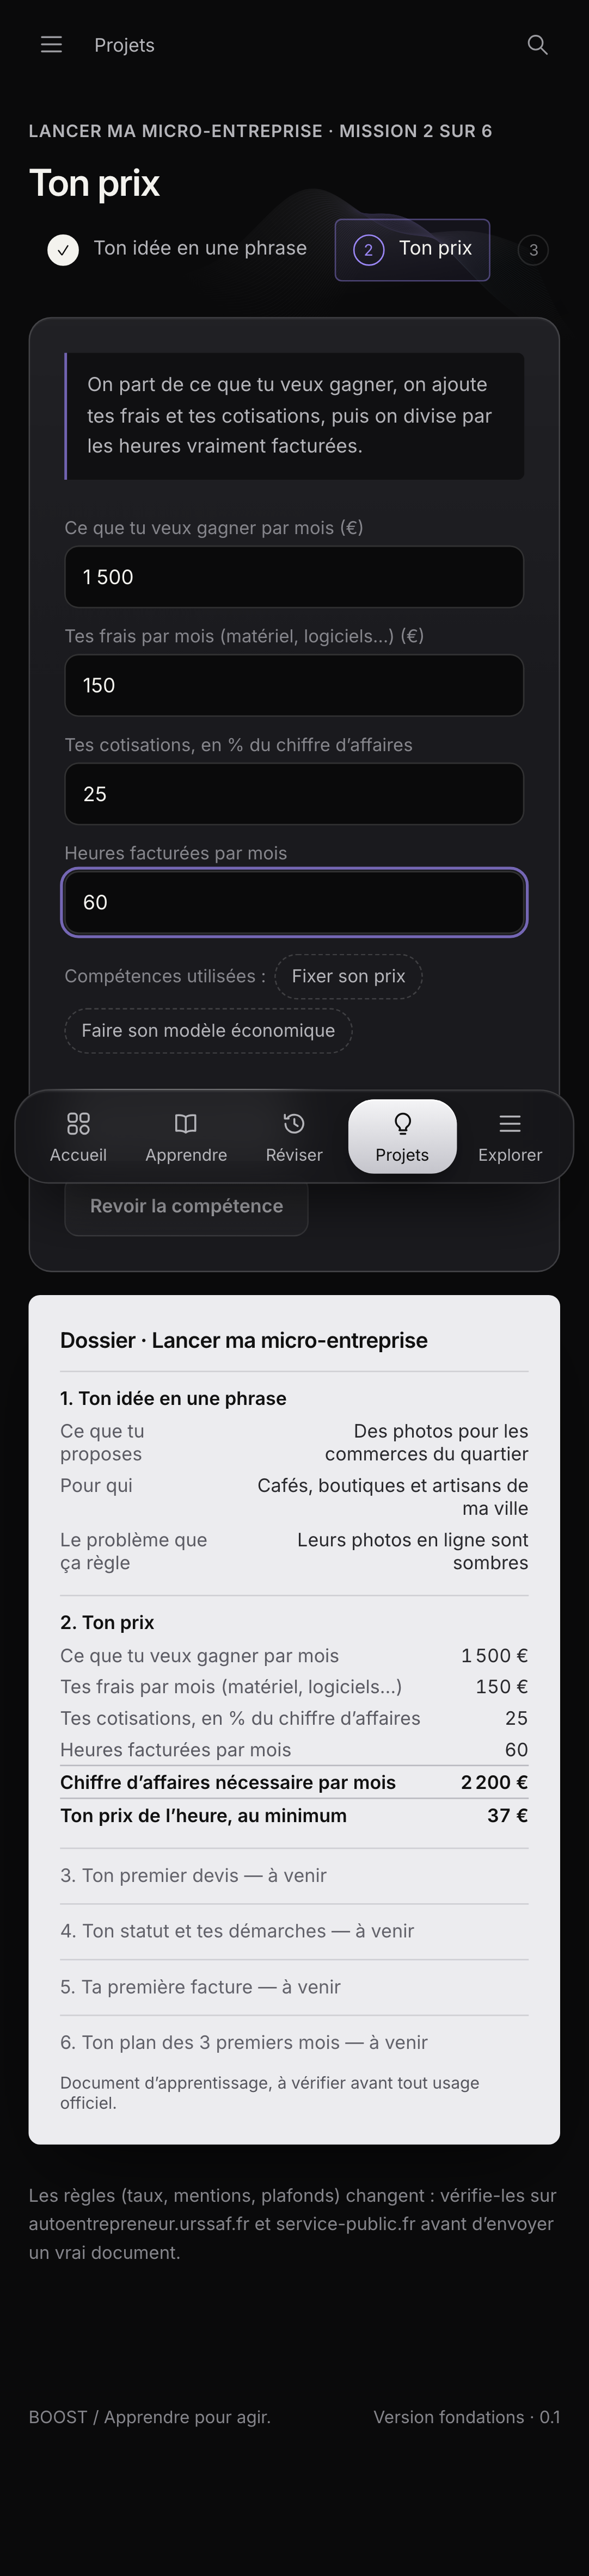 Projets
LANCER MA MICRO-ENTREPRISE · MISSION 2 SUR 6
Ton prix
Ton idée en une phrase
2 Ton prix
3
On part de ce que tu veux gagner, on ajoute
tes frais et tes cotisations, puis on divise par
les heures vraiment facturées.
Ce que tu veux gagner par mois (€)
1 500
Tes frais par mois (matériel, logiciels…) (€)
150
Tes cotisations, en % du chiffre d’affaires
25
Heures facturées par mois
60
Compétences utilisées : Fixer son prix
Faire son modèle économique
Accueil Apprendre Réviser Projets Explorer
Revoir la compétence
Dossier · Lancer ma micro-entreprise
1. Ton idée en une phrase
Ce que tu proposes
Des photos pour les
commerces du quartier
Pour qui
Cafés, boutiques et artisans de
ma ville
Le problème que
ça règle
Leurs photos en ligne sont
sombres
2. Ton prix
Ce que tu veux gagner par mois 1 500 €
Tes frais par mois (matériel, logiciels…) 150 €
Tes cotisations, en % du chiffre d’affaires 25
Heures facturées par mois 60
Chiffre d’affaires nécessaire par mois 2 200 €
Ton prix de l’heure, au minimum 37 €
3. Ton premier devis — à venir
4. Ton statut et tes démarches — à venir
5. Ta première facture — à venir
6. Ton plan des 3 premiers mois — à venir
Document d’apprentissage, à vérifier avant tout usage
officiel.
Les règles (taux, mentions, plafonds) changent : vérifie-les sur
autoentrepreneur.urssaf.fr et service-public.fr avant d’envoyer
un vrai document.
BOOST / Apprendre pour agir.
Version fondations · 0.1